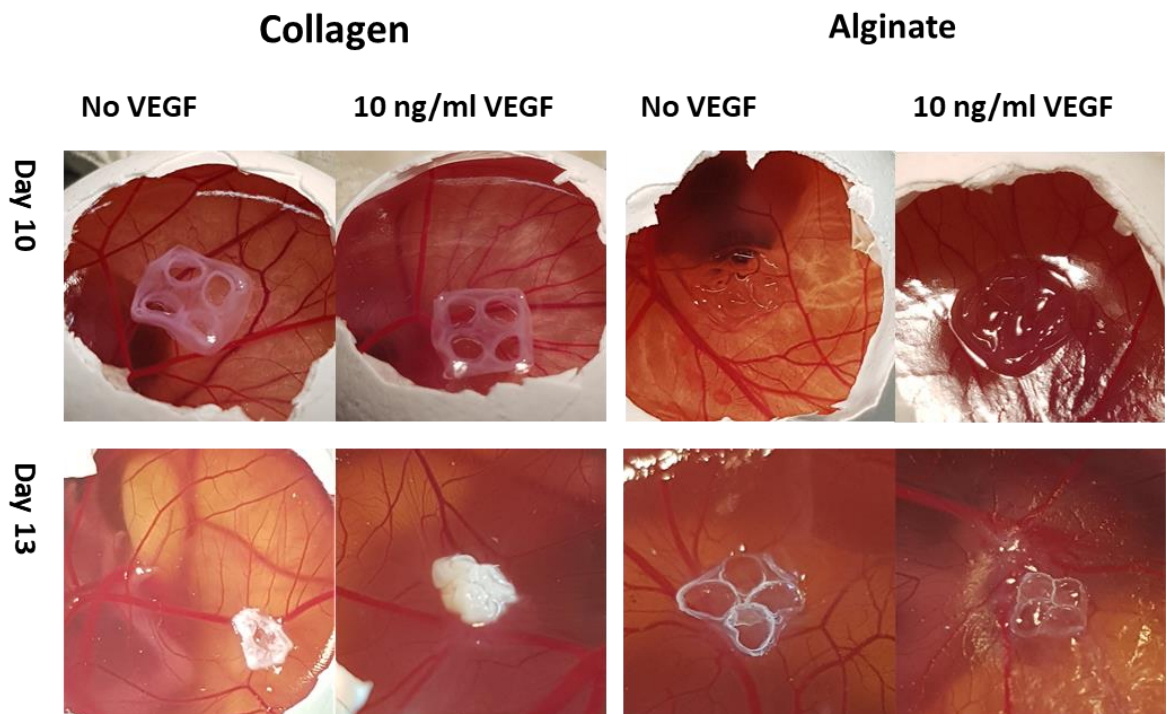 Collagen
Alginate
No VEGF
10 ng/ml VEGF
No VEGF
10 ng/ml VEGF
Day 10
Day 13